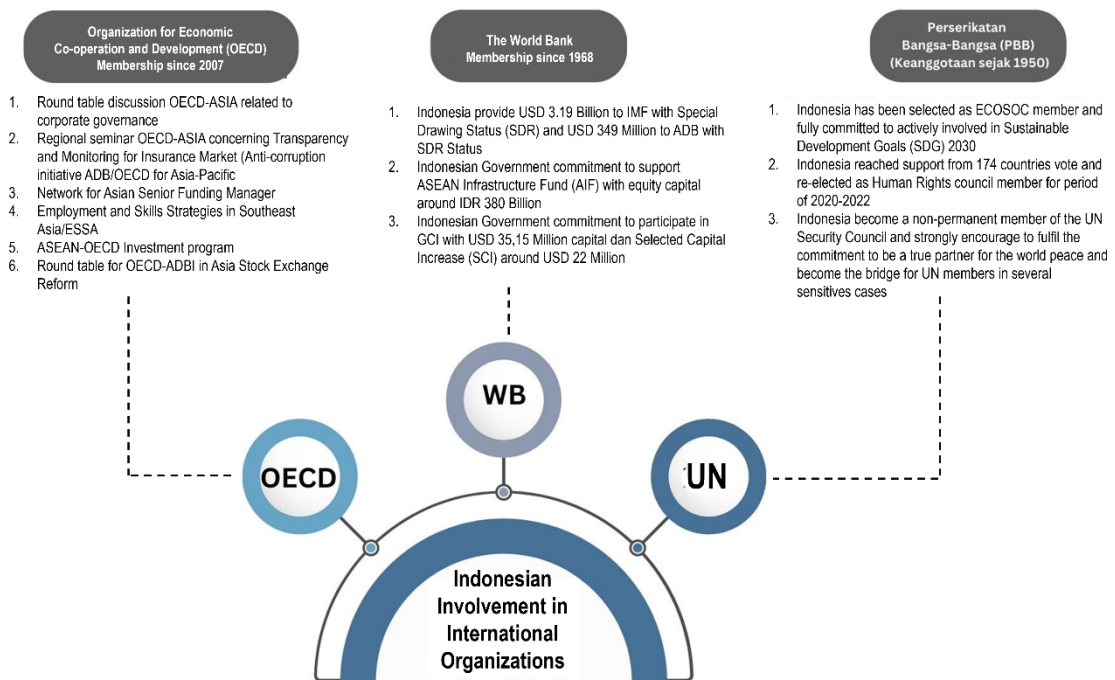 Organization for Economic
Co-operation and Development (OECD)
Membership since 2007
1. Round table discussion OECD-ASIA related to
corporate governance
2. Regional seminar OECD-ASIA concerning Transparency
and Monitoring for Insurance Market (Anti-corruption
initiative ADB/OECD for Asia-Pacific
3. Network for Asian Senior Funding Manager
4. Employment and Skills Strategies in Southeast
Asia/ESSA
5. ASEAN-OECD Investment program
6. Round table for OECD-ADBI in Asia Stock Exchange
Reform
The World Bank
Membership since 1968
1. Indonesia provide USD 3.19 Billion to IMF with Special
Drawing Status (SDR) and USD 349 Million to ADB with
SDR Status
2. Indonesian Government commitment to support
ASEAN Infrastructure Fund (AIF) with equity capital
around IDR 380 Billion
3. Indonesian Government commitment to participate in
GCI with USD 35,15 Million capital dan Selected Capital
Increase (SCI) around USD 22 Million
Perserikatan
Bangsa-Bangsa (PBB)
(Keanggotaan sejak 1950)
1. Indonesia has been selected as ECOSOC member and
fully committed to actively involved in Sustainable
Development Goals (SDG) 2030
2. Indonesia reached support from 174 countries vote and
re-elected as Human Rights council member for period
of 2020-2022
3. Indonesia become a non-permanent member of the UN
Security Council and strongly encourage to fulfil the
commitment to be a true partner for the world peace and
become the bridge for UN members in several
sensitives cases
OECD
WB
UN
Indonesian
Involvement in
International
Organizations